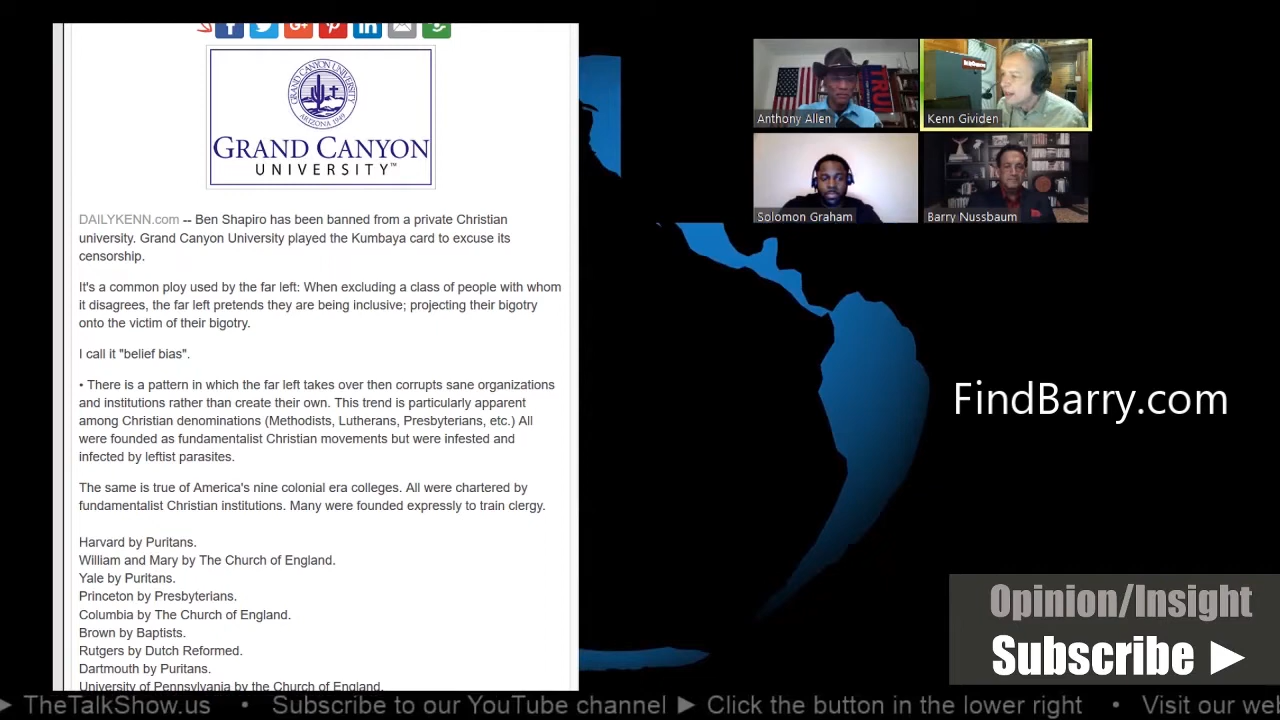 GRAND CANYON UNIVERSITY
ARIZONA 1949
GRAND CANYON
UNIVERSITY™
DAILYKENN.com -- Ben Shapiro has been banned from a private Christian
university. Grand Canyon University played the Kumbaya card to excuse its
censorship.
It's a common ploy used by the far left: When excluding a class of people with whom
it disagrees, the far left pretends they are being inclusive; projecting their bigotry
onto the victim of their bigotry.
I call it "belief bias".
• There is a pattern in which the far left takes over then corrupts sane organizations
and institutions rather than create their own. This trend is particularly apparent
among Christian denominations (Methodists, Lutherans, Presbyterians, etc.) All
were founded as fundamentalist Christian movements but were infested and
infected by leftist parasites.
The same is true of America's nine colonial era colleges. All were chartered by
fundamentalist Christian institutions. Many were founded expressly to train clergy.
Harvard by Puritans.
William and Mary by The Church of England.
Yale by Puritans.
Princeton by Presbyterians.
Columbia by The Church of England.
Brown by Baptists.
Rutgers by Dutch Reformed.
Dartmouth by Puritans.
University of Pennsylvania by the Church of England.
Anthony Allen
Kenn Gividen
Solomon Graham
Barry Nussbaum
FindBarry.com
Opinion/Insight
Subscribe ►
► TheTalkShow.us • Subscribe to our YouTube channel ► Click the button in the lower right • Visit our we